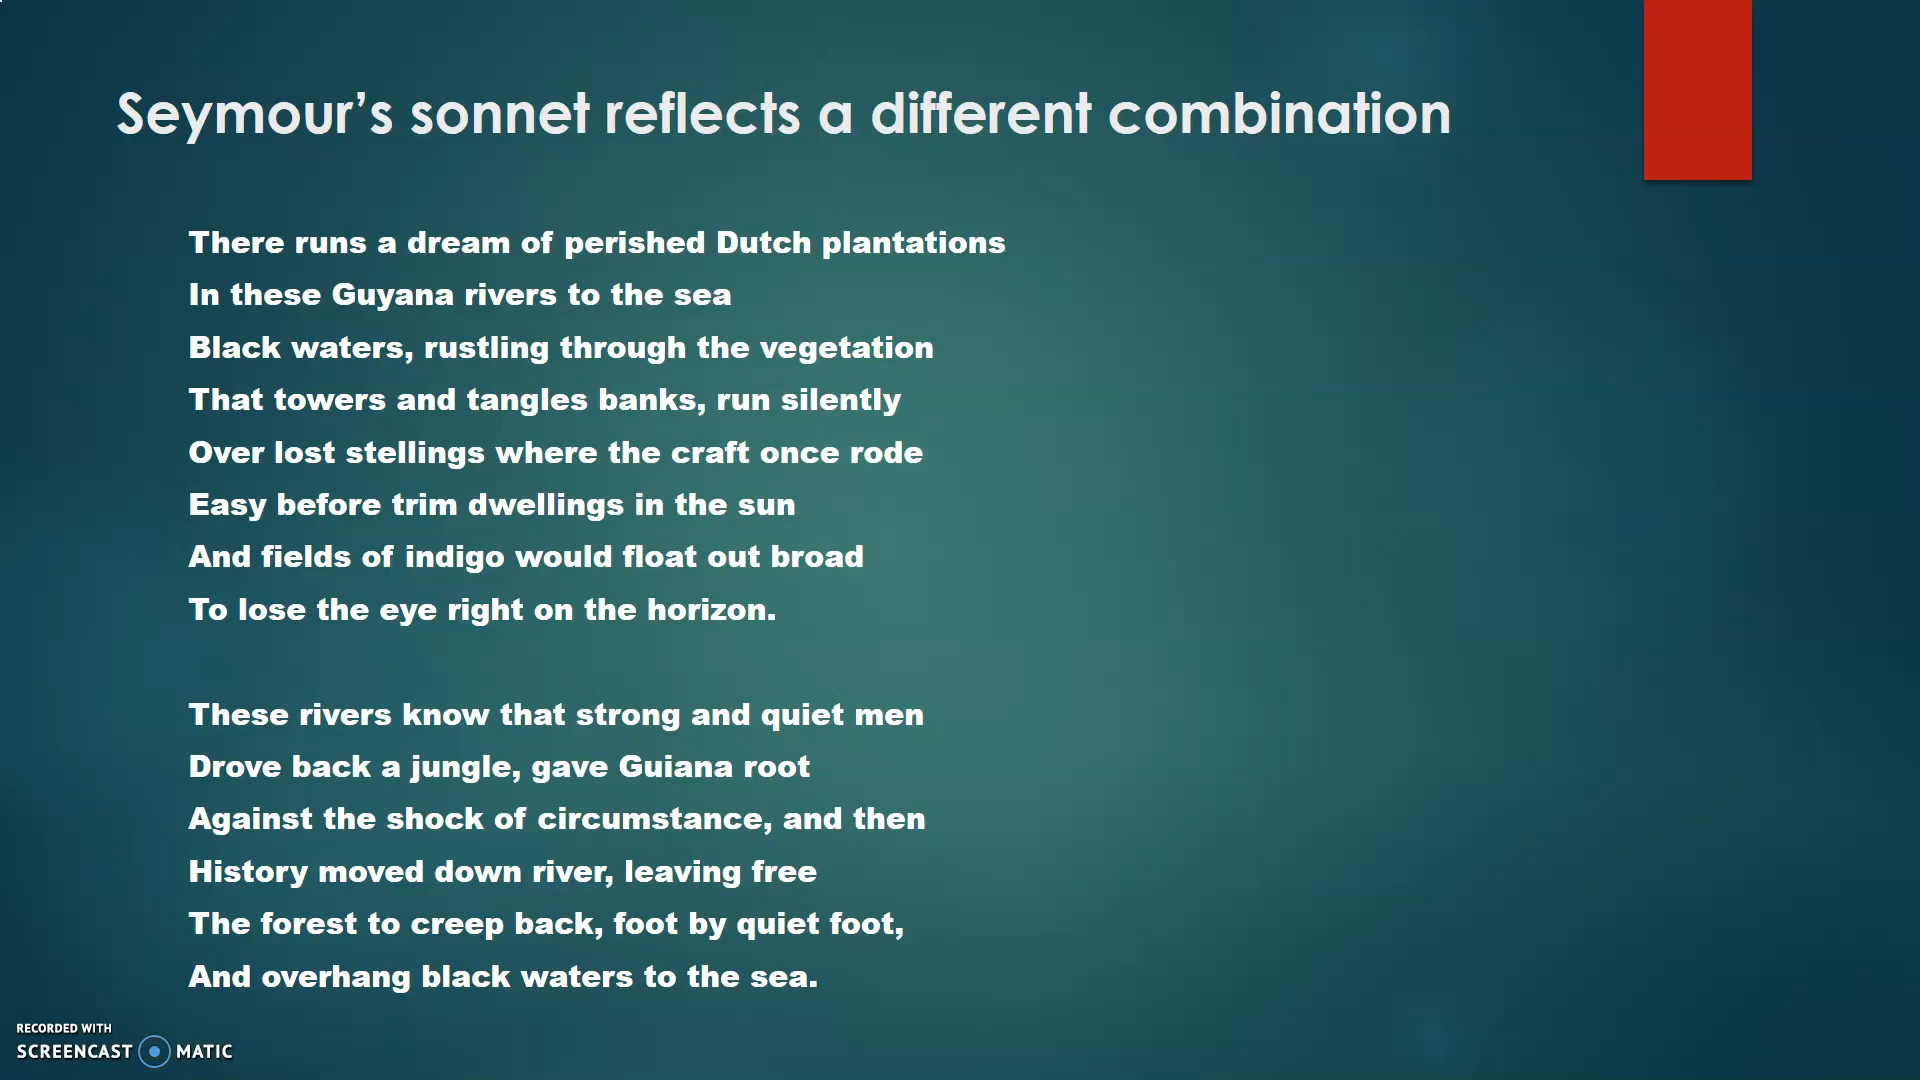 Seymour’s sonnet reflects a different combination
There runs a dream of perished Dutch plantations
In these Guyana rivers to the sea
Black waters, rustling through the vegetation
That towers and tangles banks, run silently
Over lost stellings where the craft once rode
Easy before trim dwellings in the sun
And fields of indigo would float out broad
To lose the eye right on the horizon.
These rivers know that strong and quiet men
Drove back a jungle, gave Guiana root
Against the shock of circumstance, and then
History moved down river, leaving free
The forest to creep back, foot by quiet foot,
And overhang black waters to the sea.
RECORDED WITH
SCREENCAST MATIC